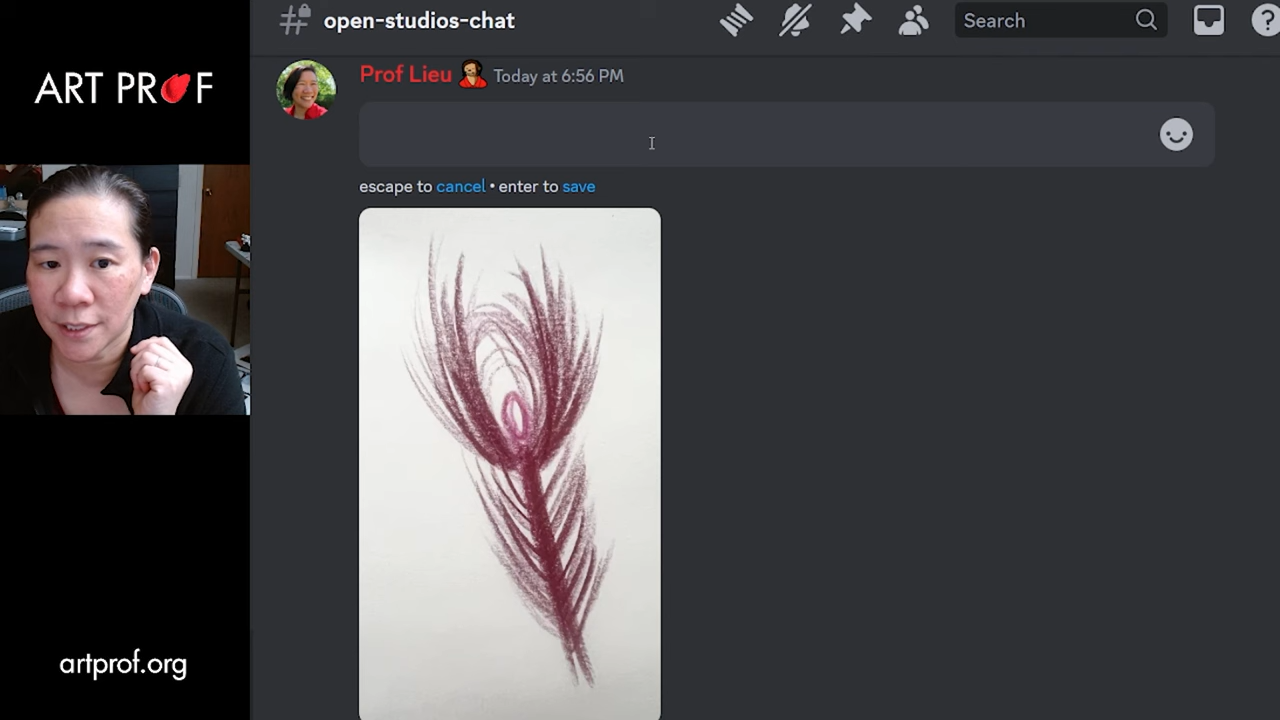 ART PROF
artprof.org
open-studios-chat
Search
Prof Lieu Today at 6:56 PM
escape to cancel • enter to save